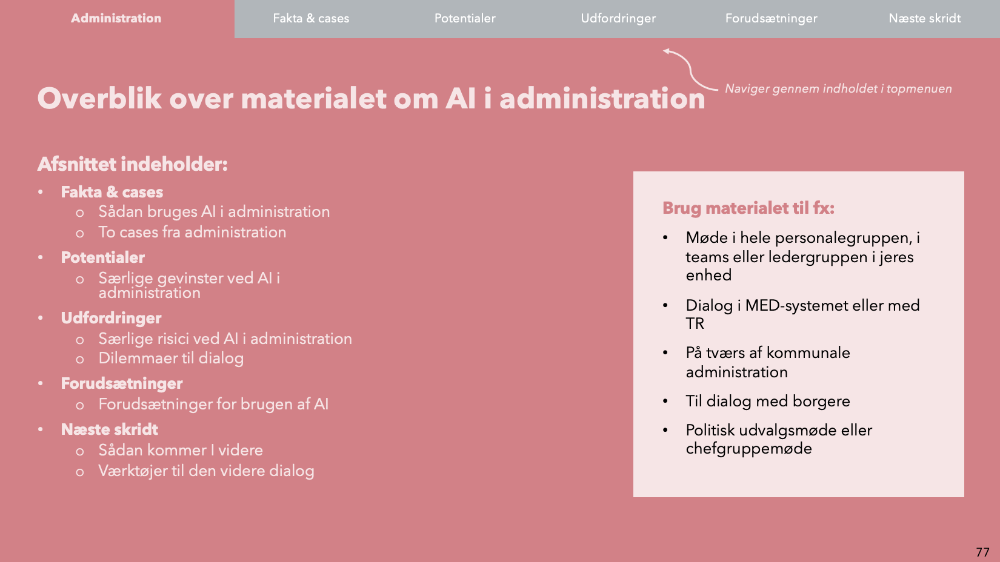 Administration
Fakta & cases
Potentialer
Udfordringer
Forudsætninger
Næste skridt
Naviger gennem indholdet i topmenuen
Overblik over materialet om AI i administration
Afsnittet indeholder:
• Fakta & cases
o Sådan bruges AI i administration
o To cases fra administration
• Potentialer
o Særlige gevinster ved AI i
administration
• Udfordringer
o Særlige risici ved AI i administration
o Dilemmaer til dialog
• Forudsætninger
o Forudsætninger for brugen af AI
• Næste skridt
o Sådan kommer I videre
o Værktøjer til den videre dialog
Brug materialet til fx:
• Møde i hele personalegruppen, i
teams eller ledergruppen i jeres
enhed
• Dialog i MED-systemet eller med
TR
• På tværs af kommunale
administration
• Til dialog med borgere
• Politisk udvalgsmøde eller
chefgruppemøde
77